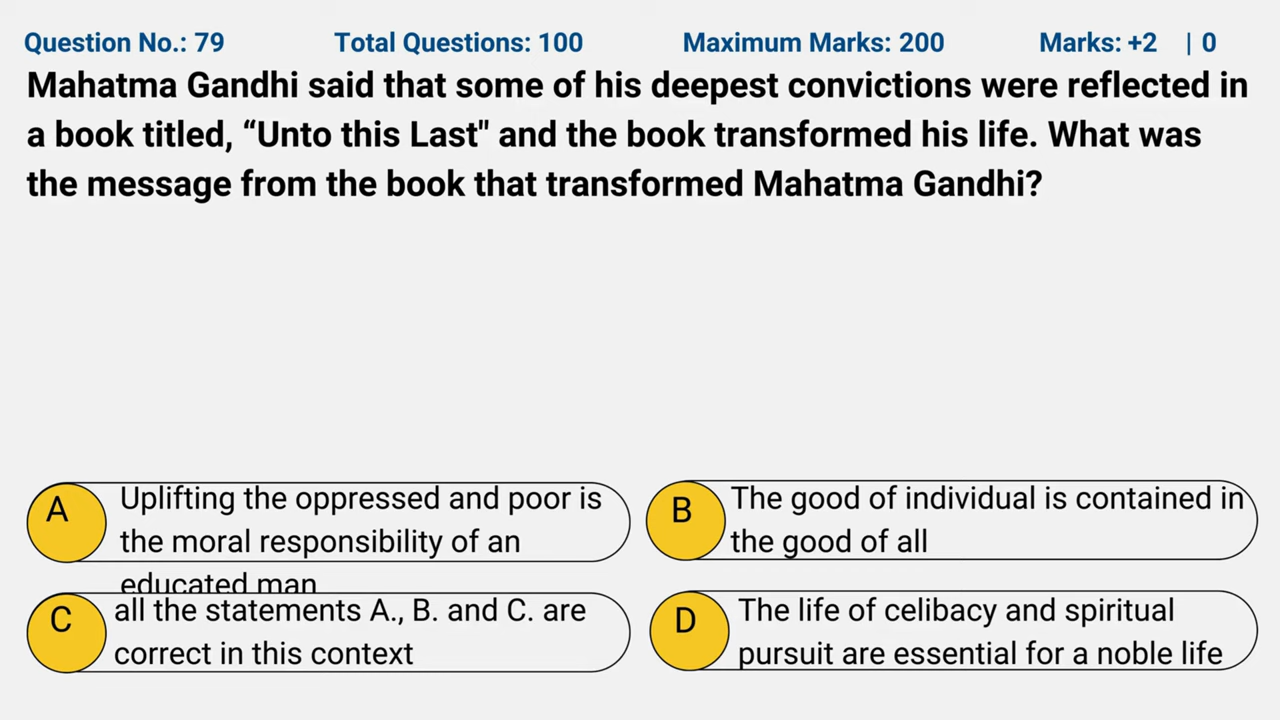 Question No.: 79 Total Questions: 100 Maximum Marks: 200 Marks: +2 | 0
Mahatma Gandhi said that some of his deepest convictions were reflected in
a book titled, “Unto this Last" and the book transformed his life. What was
the message from the book that transformed Mahatma Gandhi?
A
Uplifting the oppressed and poor is
the moral responsibility of an
educated man
B
The good of individual is contained in
the good of all
C
all the statements A., B. and C. are
correct in this context
D
The life of celibacy and spiritual
pursuit are essential for a noble life